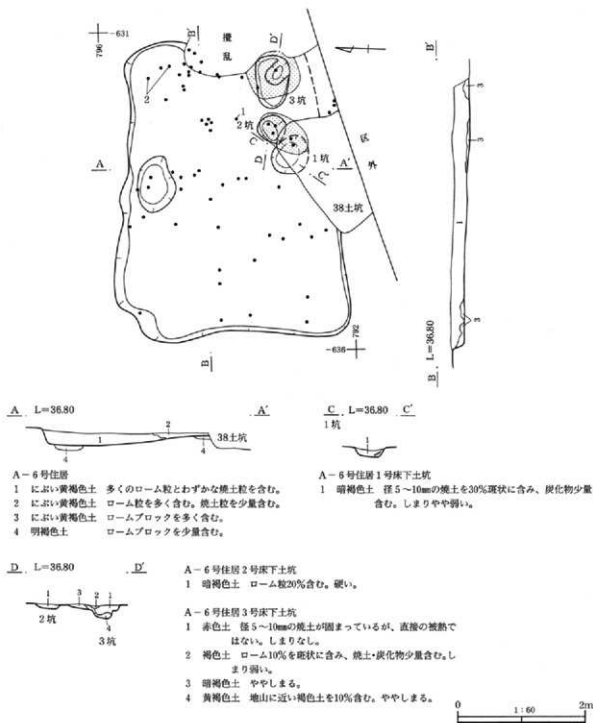 796
-631
B′
攪乱
D′
B′
3
3坑
2
1
2坑
3
C
D
1坑
C′
A
A′
区外
1
38土坑
3
-636
792
B
B
L=36.80
A L=36.80 A′
2
1
38土坑
4
4
C L=36.80 C′
1坑
1
A-6号住居
1 にぶい黄褐色土 多くのローム粒とわずかな焼土粒を含む。
2 にぶい黄褐色土 ローム粒を多く含む。焼土粒を少量含む。
3 にぶい黄褐色土 ロームブロックを多く含む。
4 明褐色土 ロームブロックを少量含む。
A-6号住居1号床下土坑
1 暗褐色土 径5~10㎜の焼土を30%斑状に含み、炭化物少量
含む。しまりやや弱い。
D L=36.80 D′
1 3 2 1
2坑
4
3坑
A-6号住居2号床下土坑
1 暗褐色土 ローム粒20%含む。硬い。
A-6号住居3号床下土坑
1 赤色土 径5~10㎜の焼土が固まっているが、直接の被熱で
はない。しまりなし。
2 褐色土 ローム10%を斑状に含み、焼土・炭化物少量含む。し
まり弱い。
3 暗褐色土 ややしまる。
4 黄褐色土 地山に近い褐色土を10%含む。ややしまる。
0 1:60 2m